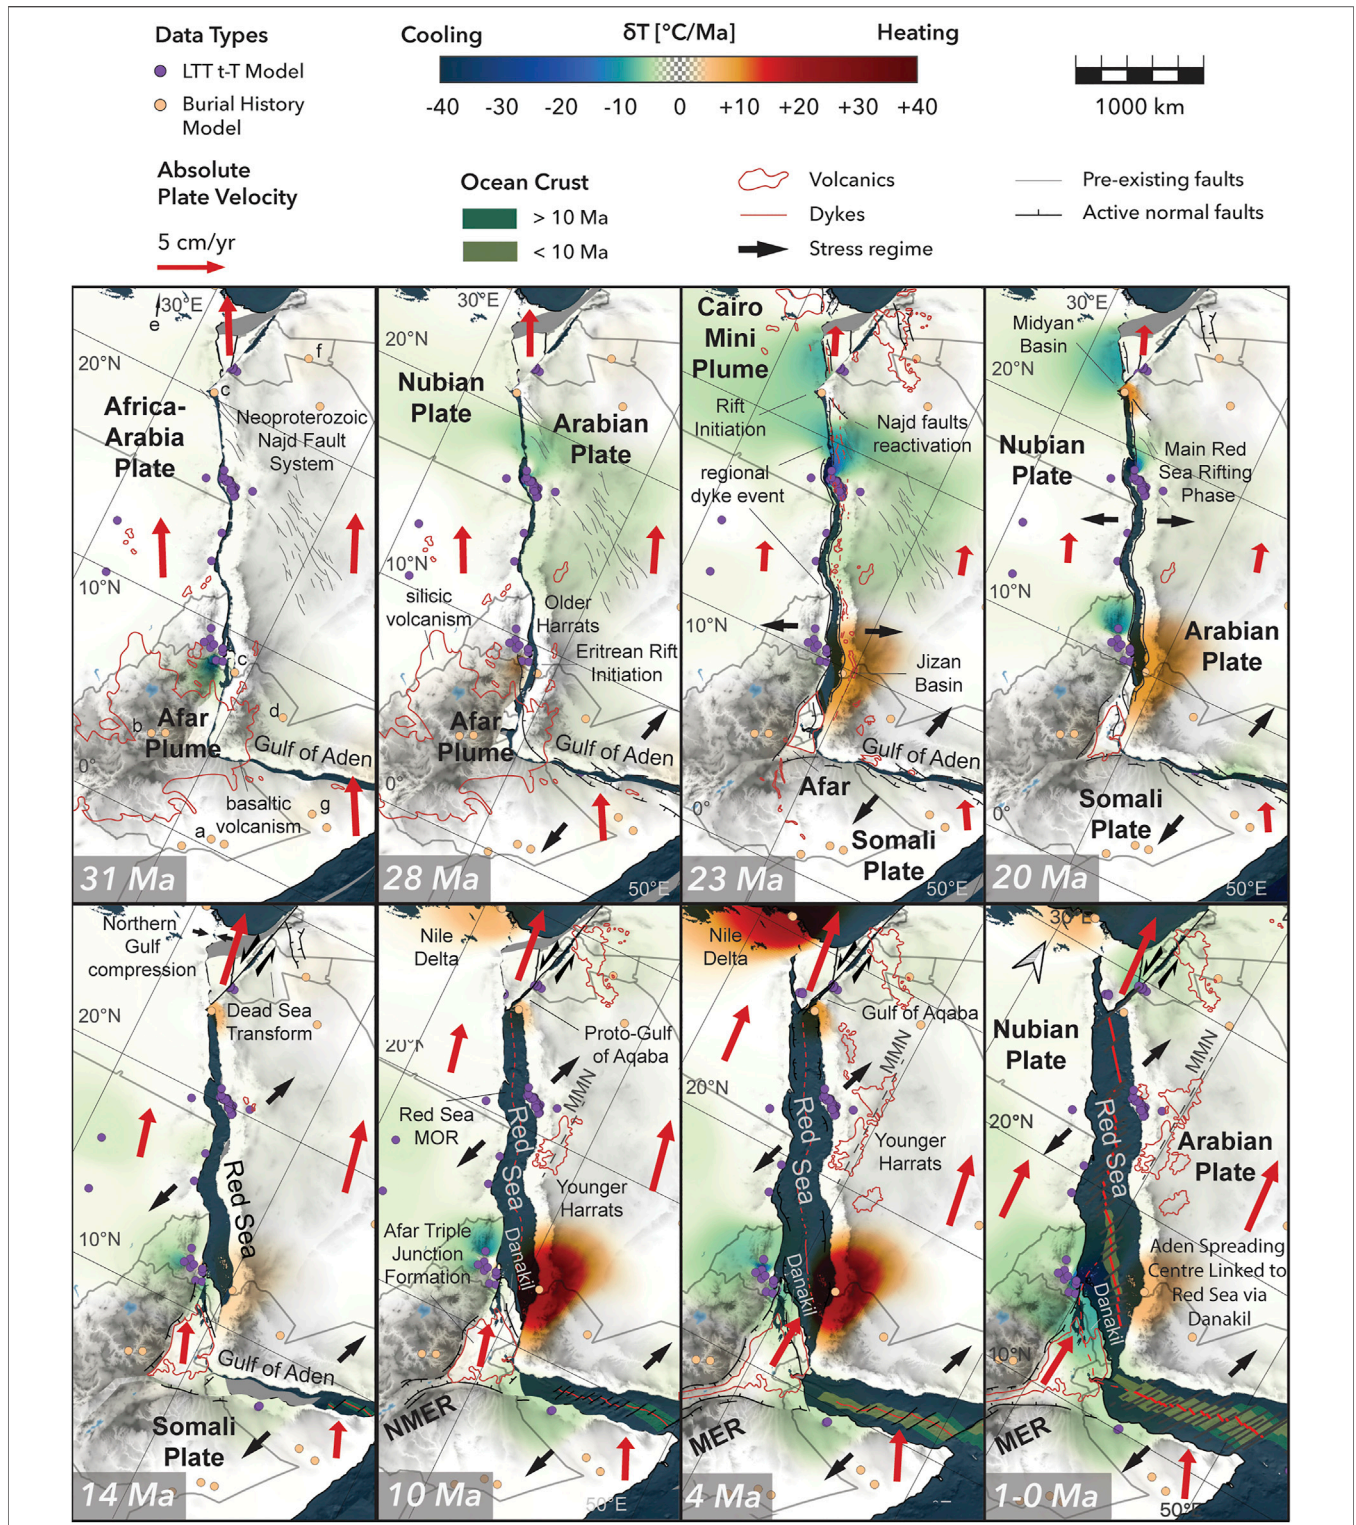 Data Types
LTT t-T Model
Burial History
Model
Absolute
Plate Velocity
5 cm/yr
Cooling
δT [°C/Ma]
Heating
-40 -30 -20 -10 0 +10 +20 +30 +40
1000 km
Ocean Crust
> 10 Ma
< 10 Ma
Volcanics
Dykes
Stress regime
Pre-existing faults
Active normal faults
30°E
e
20°N
f
c
Africa-
Arabia
Plate
Neoproterozoic
Najd Fault
System
10°N
c
b
d
Afar
Plume
Gulf of Aden
0°
basaltic
volcanism
g
a
31 Ma
30°E
20°N
Nubian
Plate
Arabian
Plate
10°N
silicic
volcanism
Older
Harrats
Eritrean Rift
Initiation
Afar
Plume
Gulf of Aden
0°
28 Ma
50°E
Cairo
Mini
Plume
Rift
Initiation
Najd faults
reactivation
regional
dyke event
10°N
Jizan
Basin
Gulf of Aden
Afar
0°
Somali
Plate
23 Ma
50°E
30°E
Midyan
Basin
20°N
Nubian
Plate
Main Red
Sea Rifting
Phase
10°N
Arabian
Plate
Somali
Plate
0°
20 Ma
50°E
Northern
Gulf
compression
Dead Sea
Transform
20°N
Red Sea
10°N
Gulf of Aden
Somali
Plate
14 Ma
Nile
Delta
Proto-Gulf
of Aqaba
20°N
MMN
Red Sea
MOR
Red Sea
Younger
Harrats
Afar Triple
Junction
Formation
Danakil
NMER
10 Ma
50°E
Nile
Delta
Gulf of Aqaba
MMN
20°N
Red Sea
Younger
Harrats
Danakil
MER
4 Ma
30°E
Nubian
Plate
MMN
20°N
Red Sea
Arabian
Plate
Aden Spreading
Centre Linked to
Red Sea via
Danakil
Danakil
10°N
MER
1-0 Ma
50°E